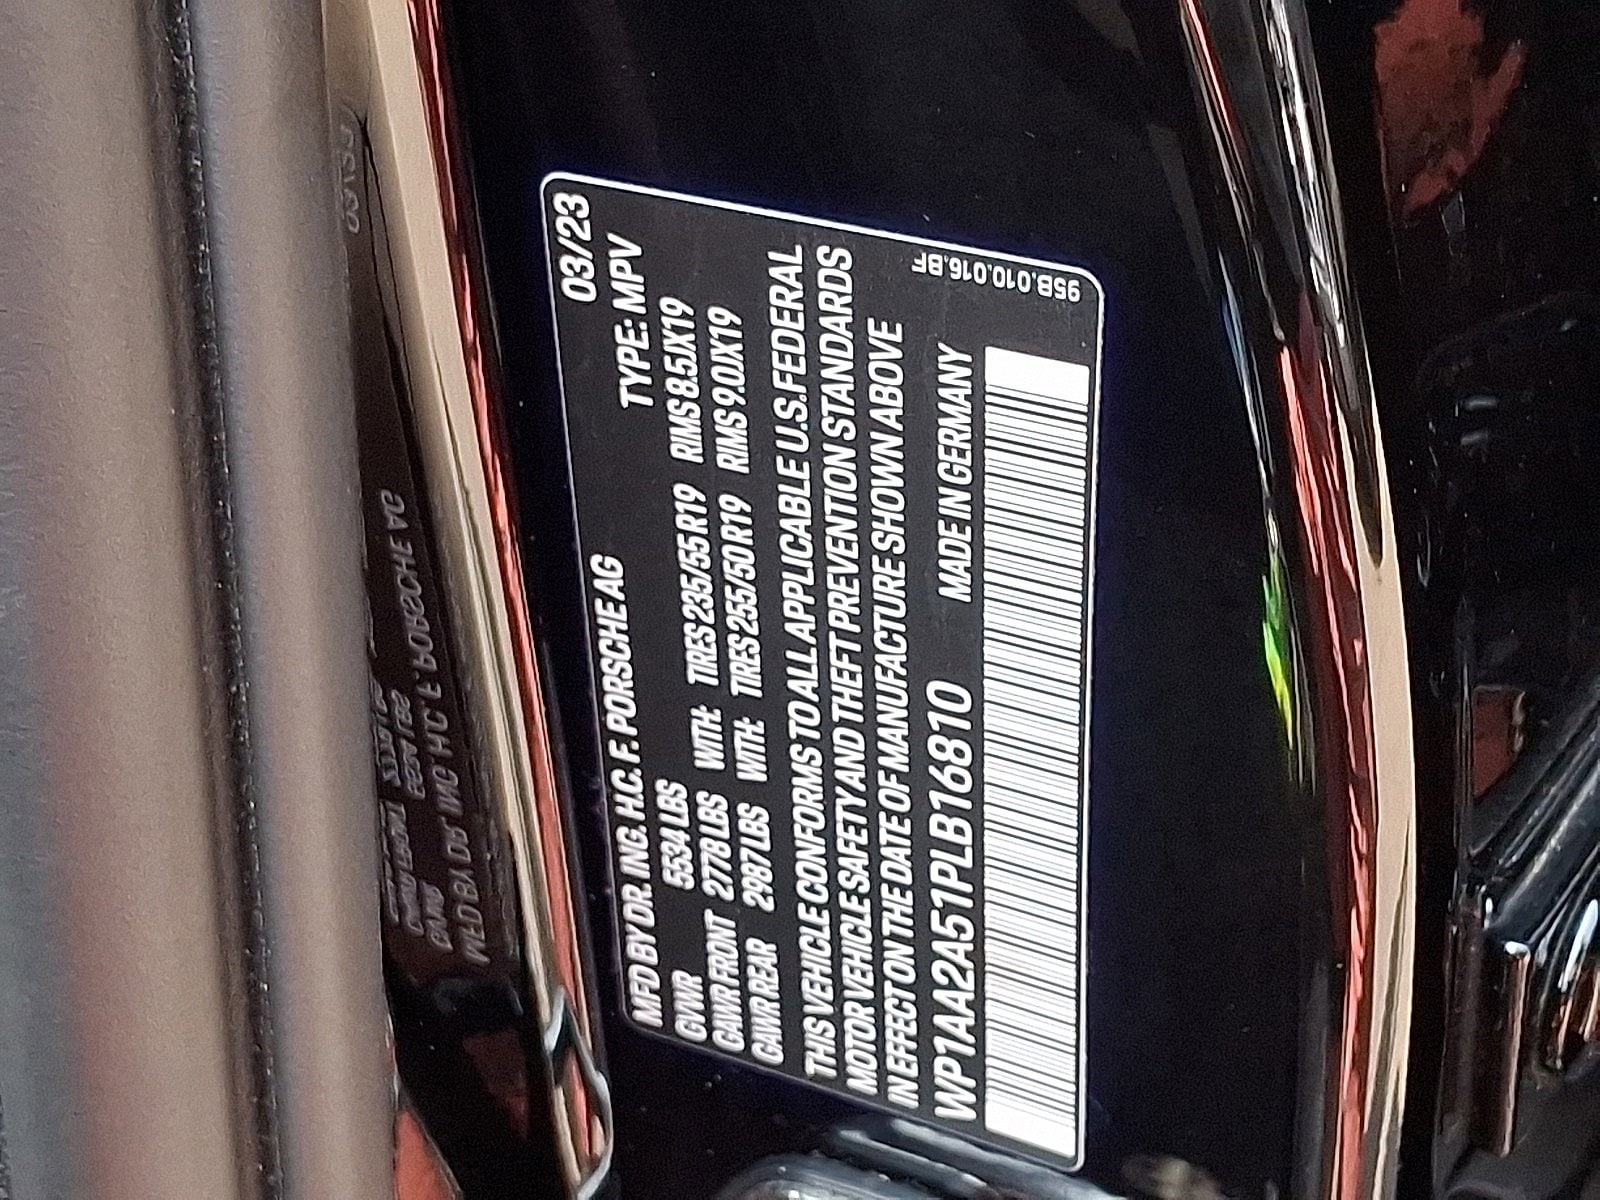 MFD BY DR. ING. H.C. F. PORSCHE AG 03/23
TYPE: MPV
GVWR 5534 LBS
GAWR FRONT 2778 LBS WITH: TIRES 235/55 R19 RIMS 8.5JX19
GAWR REAR 2987 LBS WITH: TIRES 255/50 R19 RIMS 9.0JX19
THIS VEHICLE CONFORMS TO ALL APPLICABLE U.S. FEDERAL
MOTOR VEHICLE SAFETY AND THEFT PREVENTION STANDARDS
IN EFFECT ON THE DATE OF MANUFACTURE SHOWN ABOVE
WP1AA2A51PLB16810 MADE IN GERMANY
95B.010.016.BF